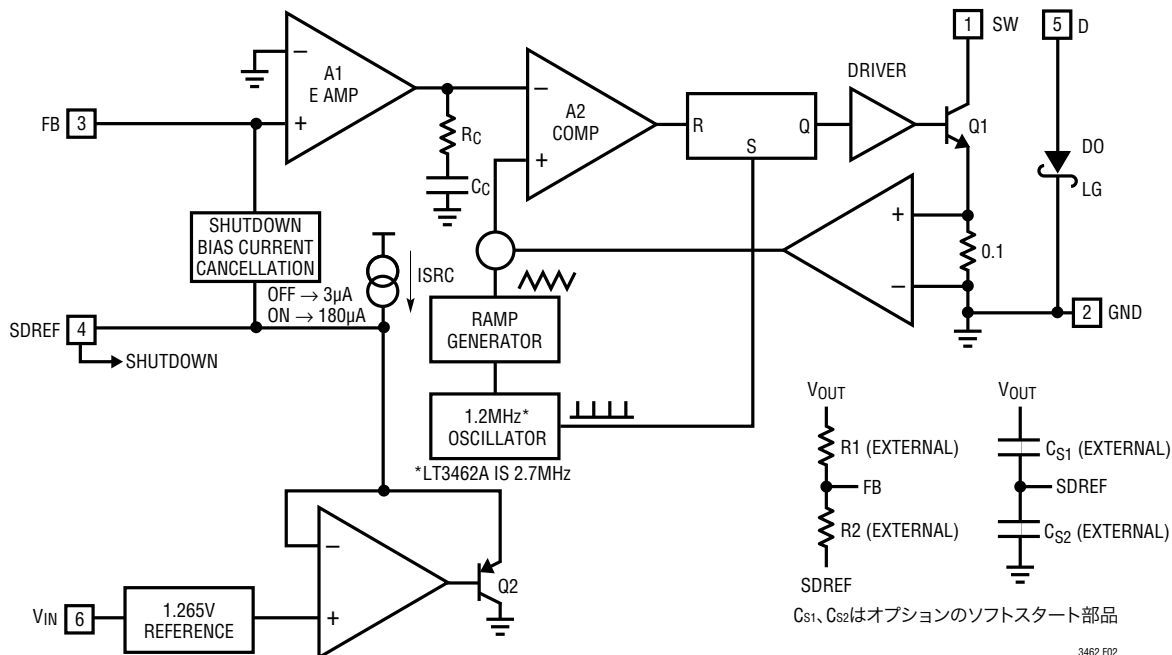 1 SW
5 D
A1
E AMP
−
+
FB 3
RC
CC
A2
COMP
−
+
R
Q
S
DRIVER
Q1
DO
LG
+
−
0.1
2 GND
SHUTDOWN
BIAS CURRENT
CANCELLATION
ISRC
OFF → 3µA
ON → 180µA
SDREF 4
SHUTDOWN
RAMP
GENERATOR
1.2MHz*
OSCILLATOR
*LT3462A IS 2.7MHz
VOUT
R1 (EXTERNAL)
FB
R2 (EXTERNAL)
SDREF
VOUT
CS1 (EXTERNAL)
SDREF
CS2 (EXTERNAL)
−
+
Q2
VIN 6
1.265V
REFERENCE
CS1、CS2はオプションのソフトスタート部品
3462 F02